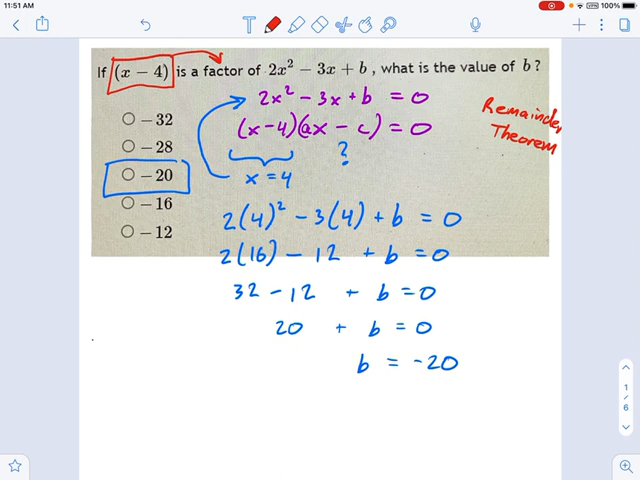 11:51 AM
100%
If (x − 4) is a factor of 2x² − 3x + b, what is the value of b?
2x² − 3x + b = 0
Remainder
Theorem
− 32
(x−4)(ax − c) = 0
− 28
?
− 20
x = 4
− 16
2(4)² − 3(4) + b = 0
− 12
2(16) − 12 + b = 0
32 − 12 + b = 0
20 + b = 0
b = −20
1
/
6